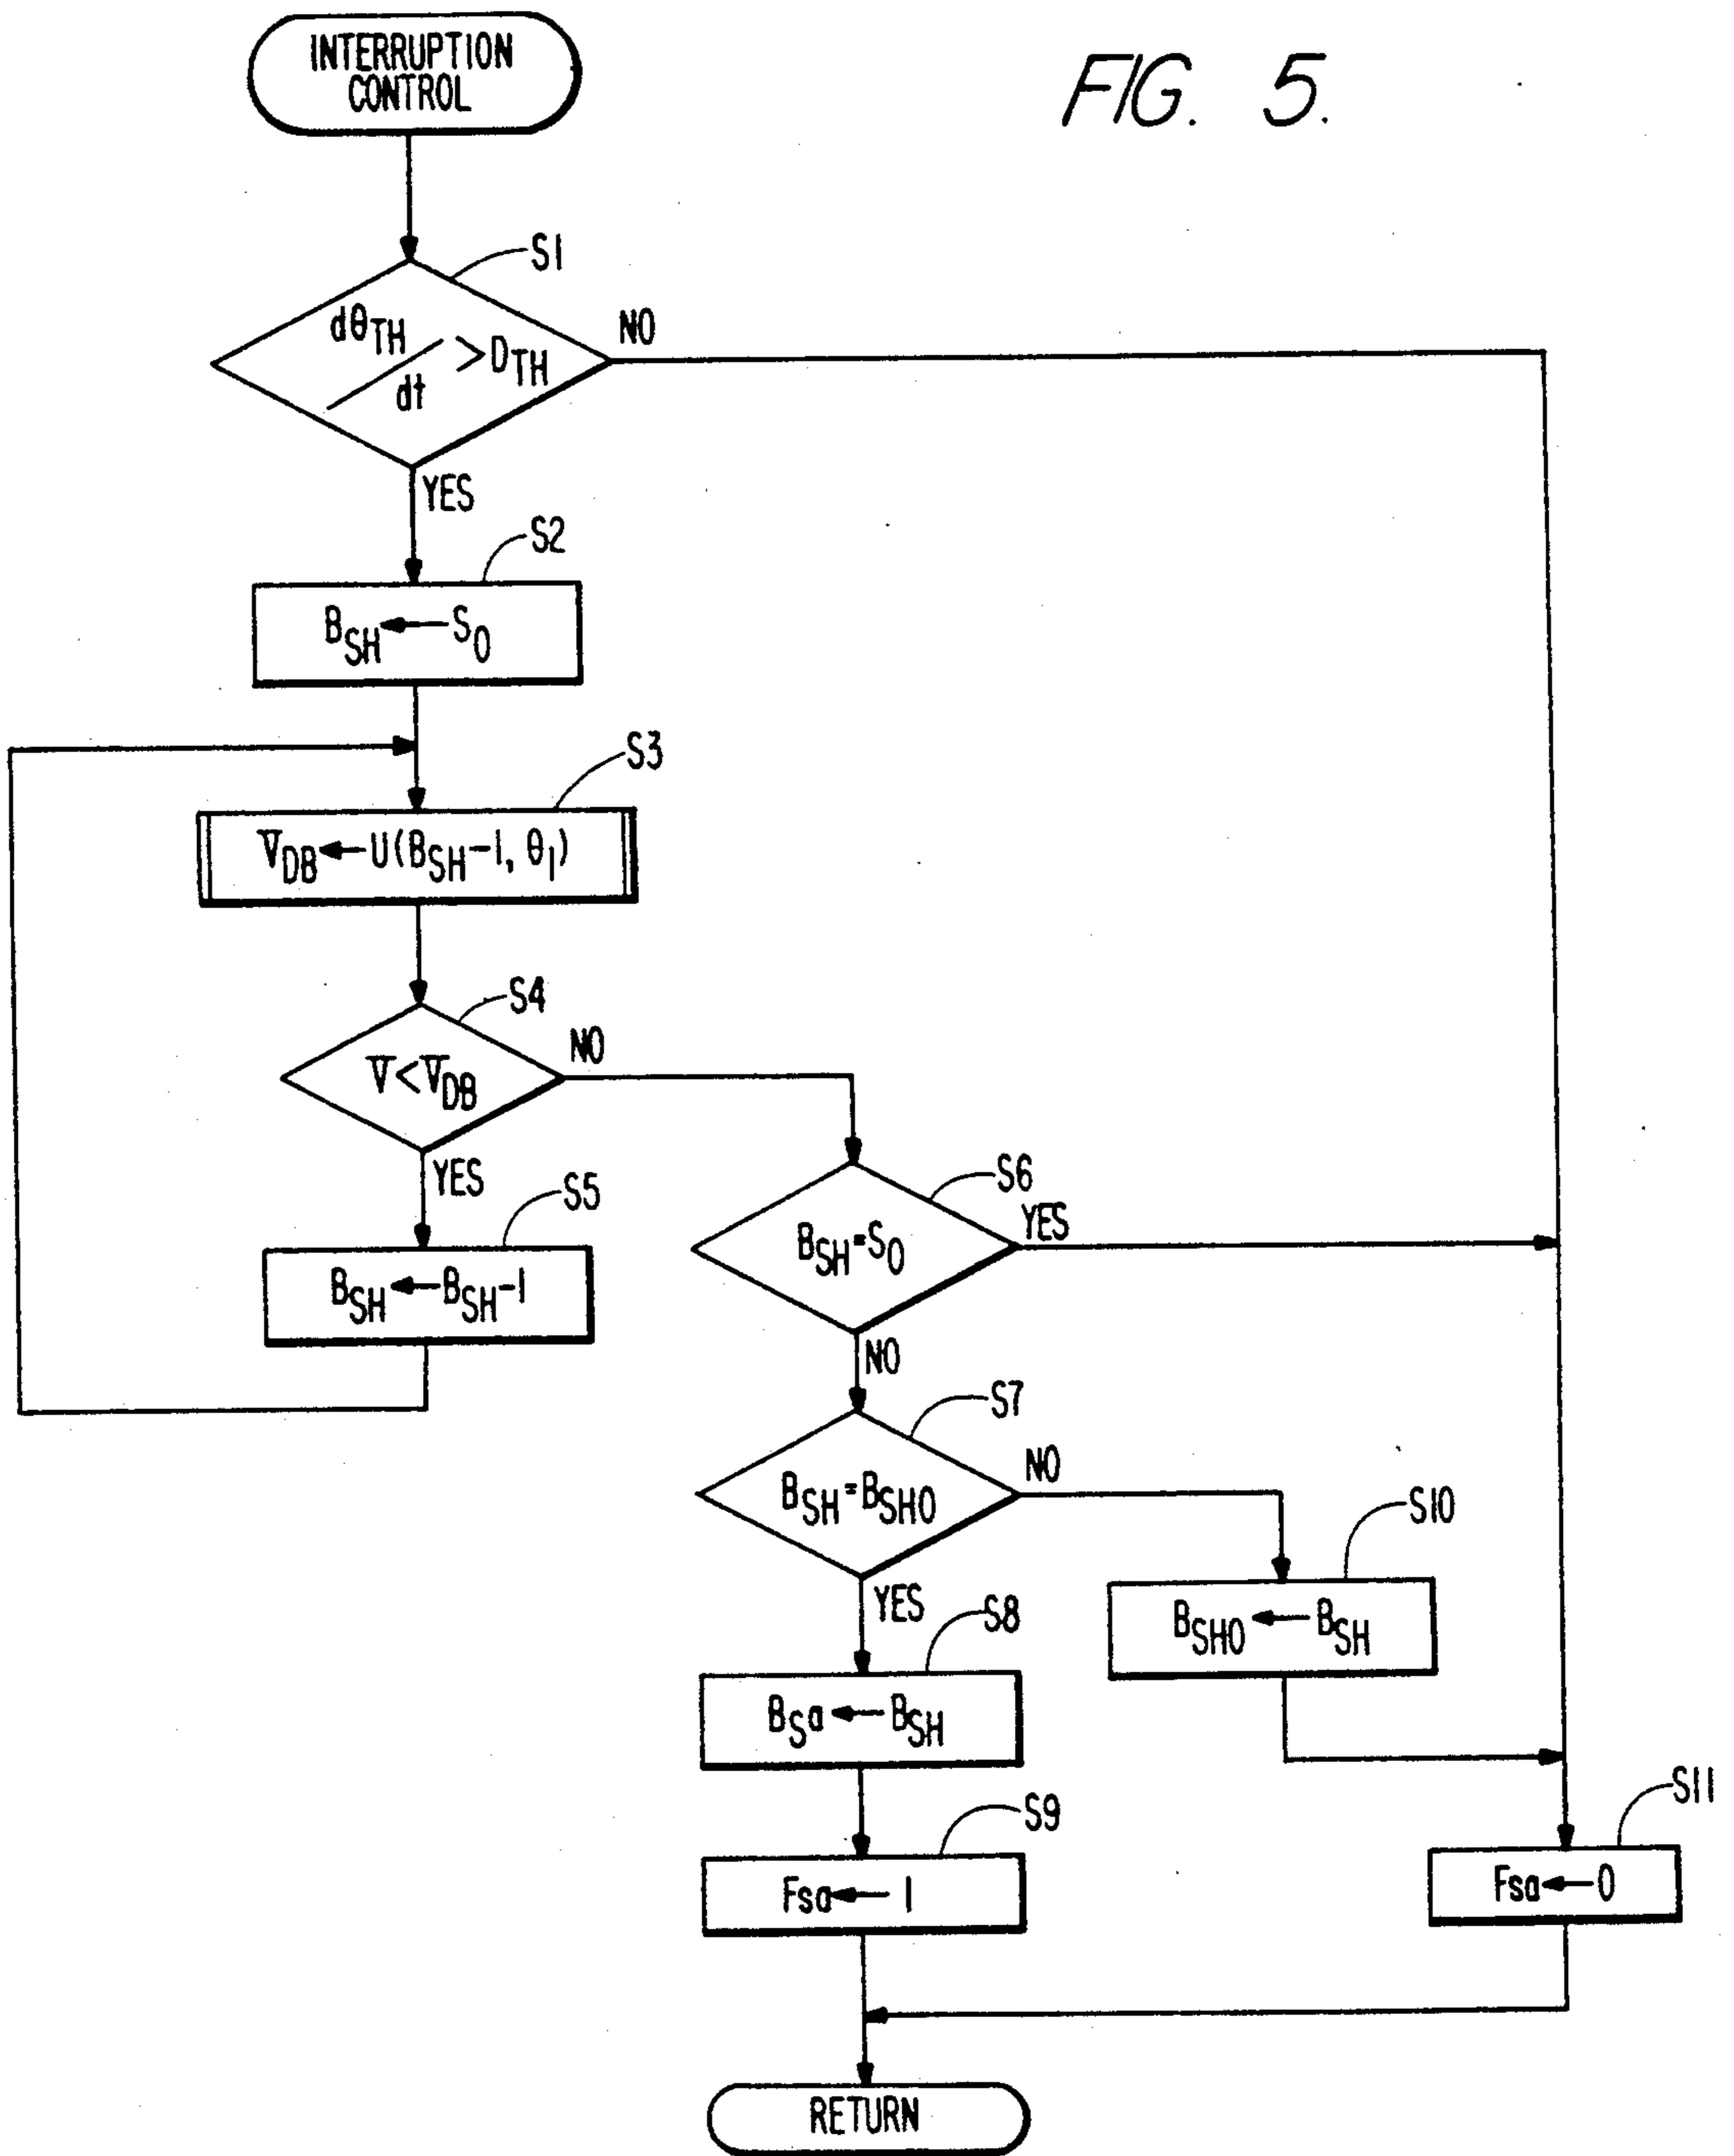 FIG. 5.
INTERRUPTION
CONTROL
S1
dθTH
/dt > DTH
NO
YES
S2
BSH ← S0
S3
VDB ← U(BSH-1, θ1)
S4
V < VDB
NO
YES
S5
BSH ← BSH-1
S6
BSH = S0
YES
NO
S7
BSH = BSH0
NO
YES
S10
BSH0 ← BSH
S8
BSa ← BSH
S9
Fsa ← 1
S11
Fsa ← 0
RETURN